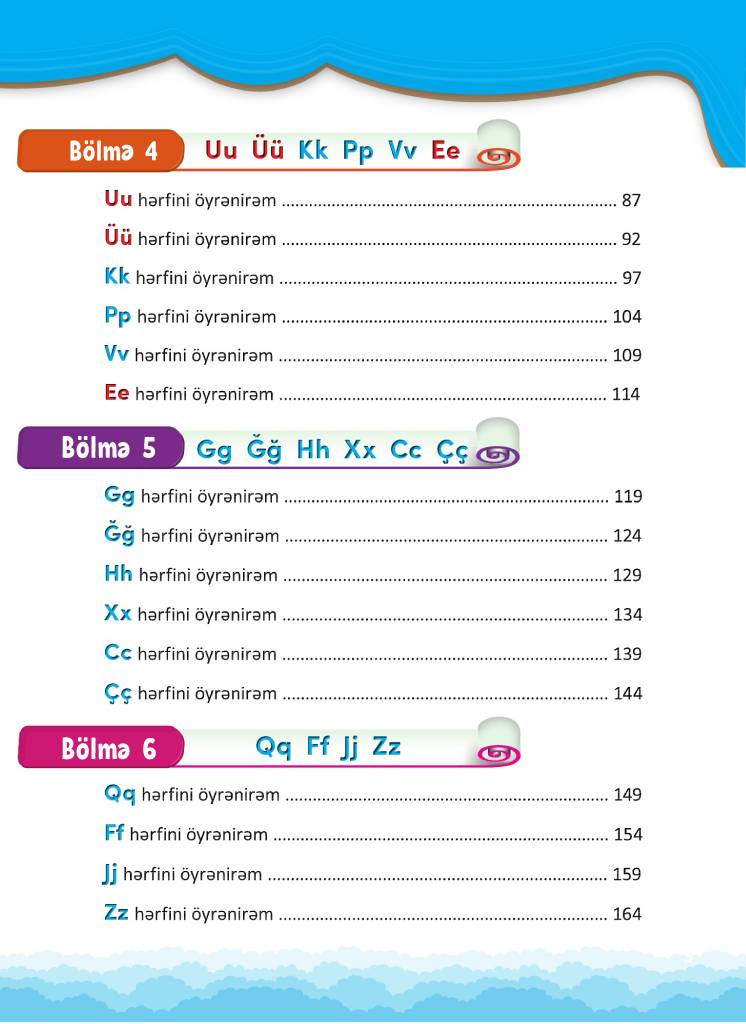 Bölmə 4 Uu Üü Kk Pp Vv Ee
Uu hərfini öyrənirəm ........................................................................... 87
Üü hərfini öyrənirəm ........................................................................... 92
Kk hərfini öyrənirəm ........................................................................... 97
Pp hərfini öyrənirəm ......................................................................... 104
Vv hərfini öyrənirəm ......................................................................... 109
Ee hərfini öyrənirəm ......................................................................... 114
Bölmə 5 Gg Ğğ Hh Xx Cc Çç
Gg hərfini öyrənirəm ......................................................................... 119
Ğğ hərfini öyrənirəm ......................................................................... 124
Hh hərfini öyrənirəm ......................................................................... 129
Xx hərfini öyrənirəm ......................................................................... 134
Cc hərfini öyrənirəm ......................................................................... 139
Çç hərfini öyrənirəm ......................................................................... 144
Bölmə 6 Qq Ff Jj Zz
Qq hərfini öyrənirəm ......................................................................... 149
Ff hərfini öyrənirəm ........................................................................... 154
Jj hərfini öyrənirəm ............................................................................ 159
Zz hərfini öyrənirəm ......................................................................... 164